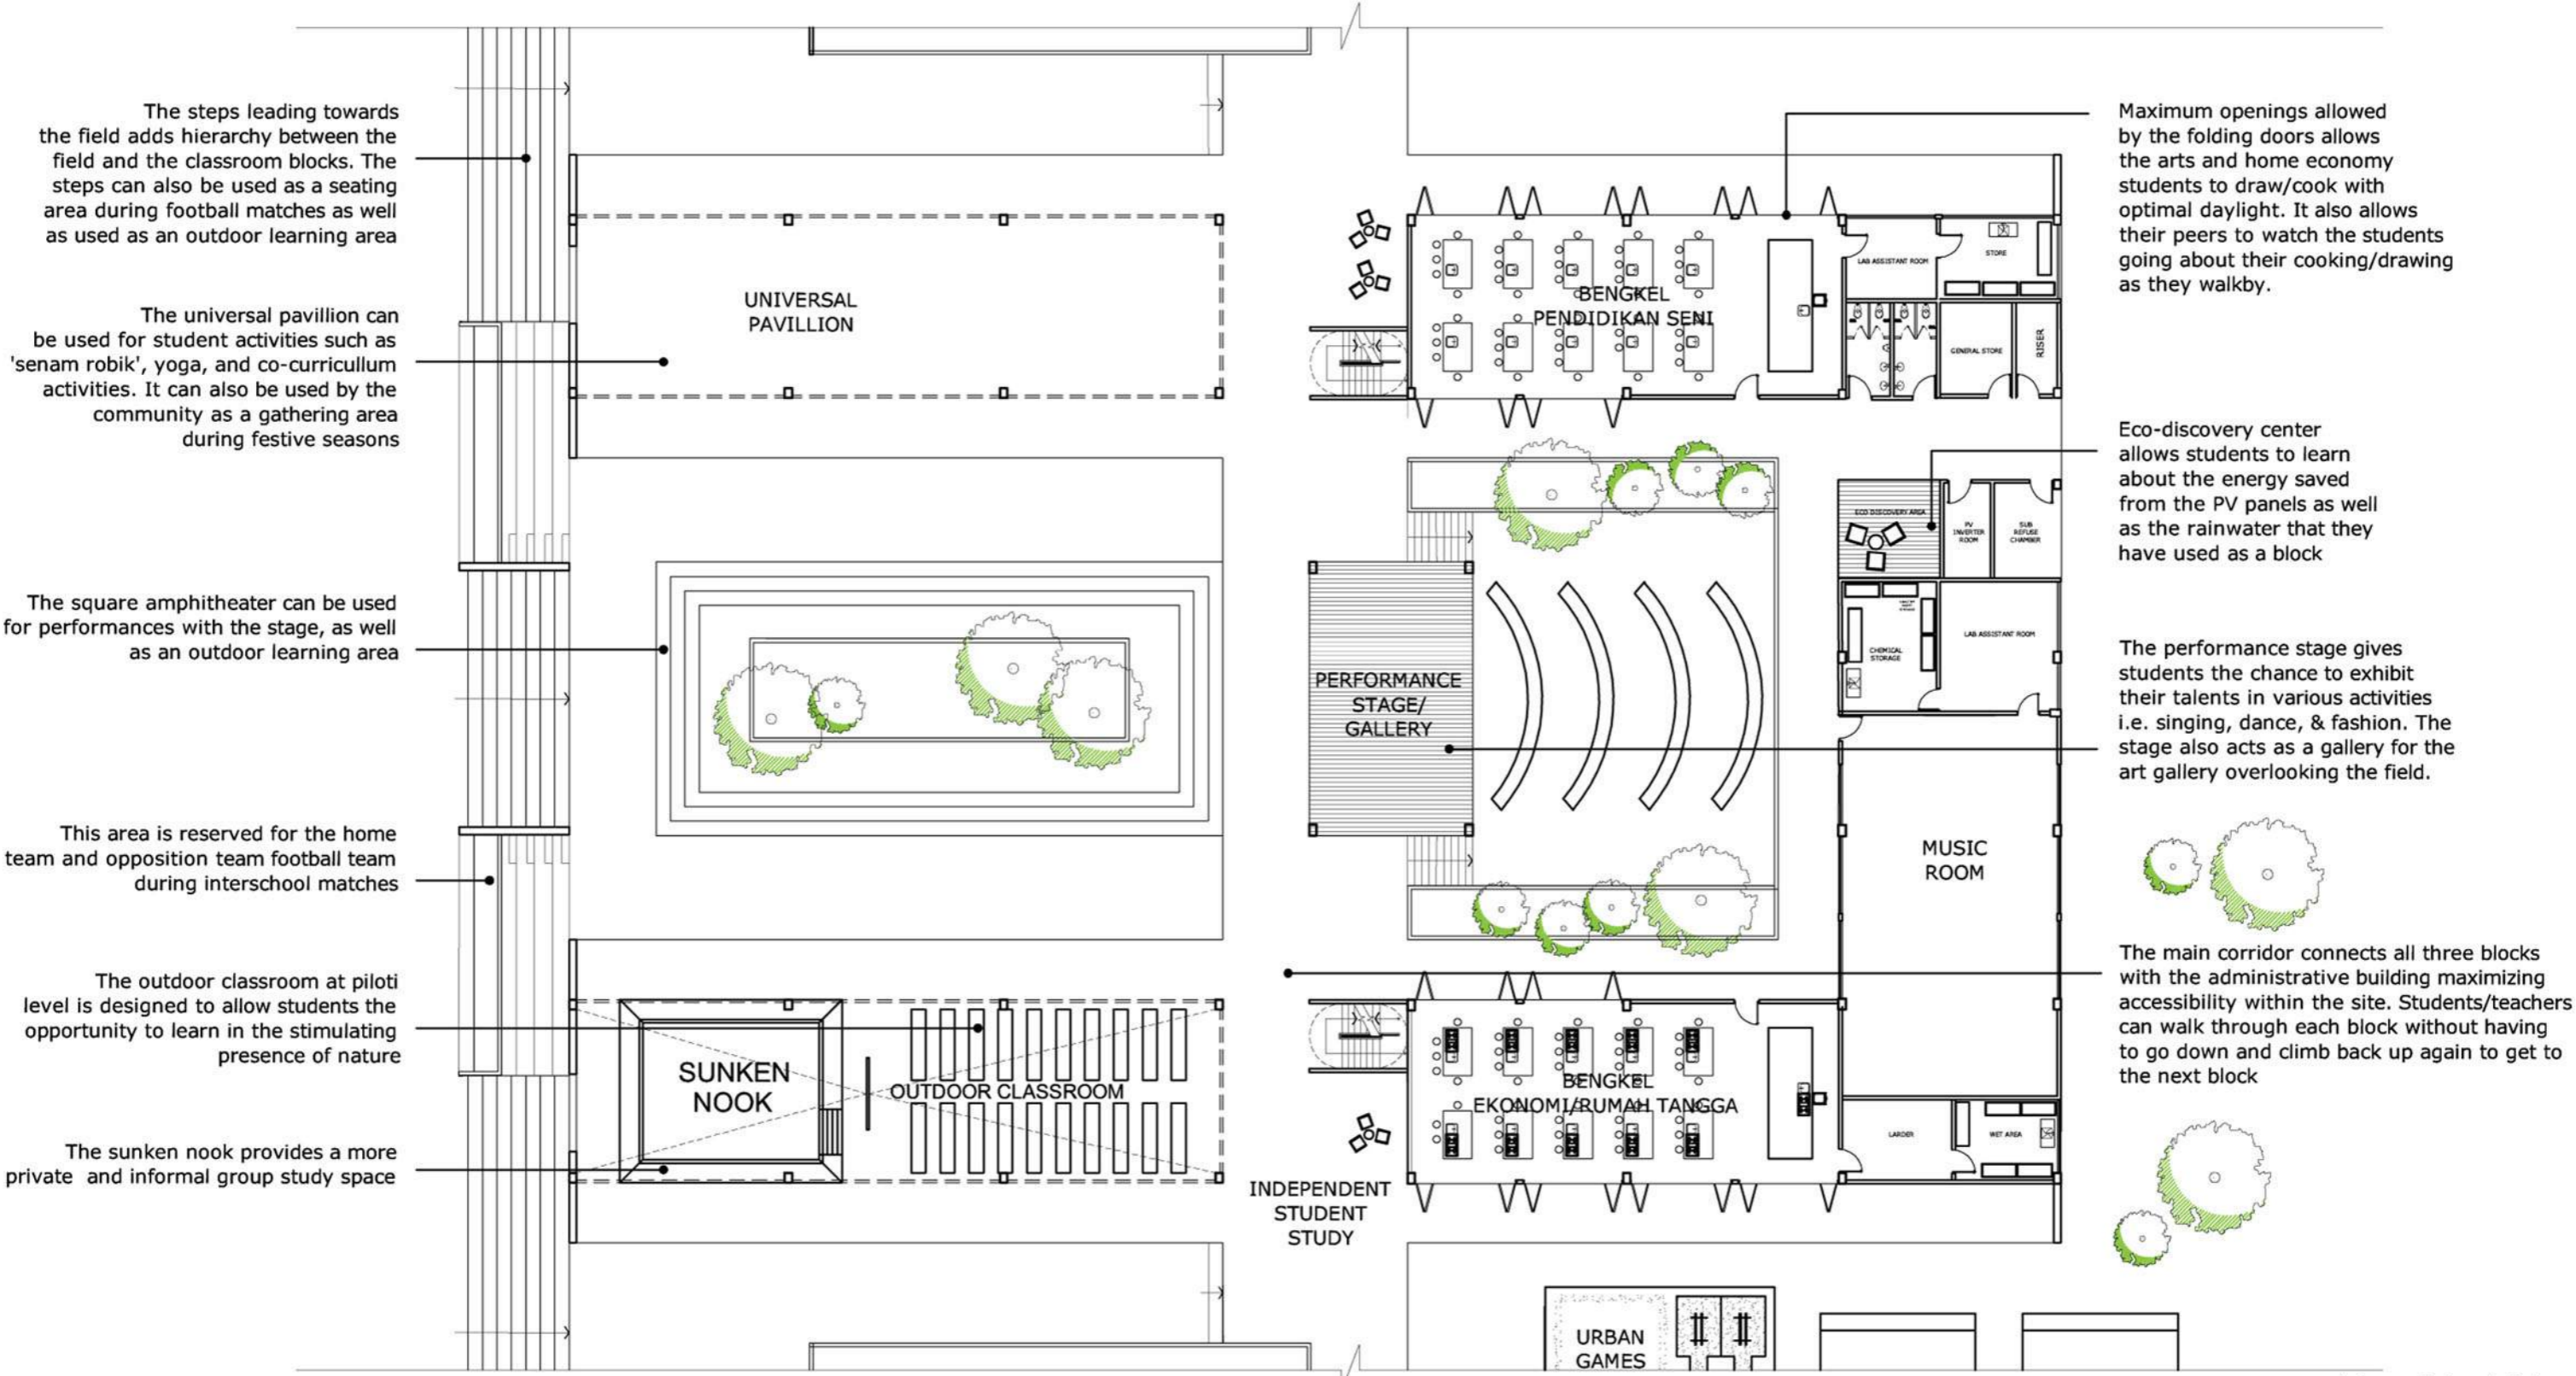 The steps leading towards
the field adds hierarchy between the
field and the classroom blocks. The
steps can also be used as a seating
area during football matches as well
as used as an outdoor learning area
The universal pavillion can
be used for student activities such as
'senam robik', yoga, and co-curricullum
activities. It can also be used by the
community as a gathering area
during festive seasons
The square amphitheater can be used
for performances with the stage, as well
as an outdoor learning area
This area is reserved for the home
team and opposition team football team
during interschool matches
The outdoor classroom at piloti
level is designed to allow students the
opportunity to learn in the stimulating
presence of nature
The sunken nook provides a more
private and informal group study space
UNIVERSAL
PAVILLION
SUNKEN
NOOK
OUTDOOR CLASSROOM
BENGKEL
PENDIDIKAN SENI
LAB ASSISTANT ROOM
STORE
GENERAL STORE
RISER
ECO DISCOVERY AREA
PV
INVERTER
ROOM
SUB
REFUSE
CHAMBER
CHEMICAL
STORAGE
LAB ASSISTANT ROOM
PERFORMANCE
STAGE/
GALLERY
MUSIC
ROOM
BENGKEL
EKONOMI/RUMAH TANGGA
LARDER
WET AREA
INDEPENDENT
STUDENT
STUDY
URBAN
GAMES
Maximum openings allowed
by the folding doors allows
the arts and home economy
students to draw/cook with
optimal daylight. It also allows
their peers to watch the students
going about their cooking/drawing
as they walkby.
Eco-discovery center
allows students to learn
about the energy saved
from the PV panels as well
as the rainwater that they
have used as a block
The performance stage gives
students the chance to exhibit
their talents in various activities
i.e. singing, dance, & fashion. The
stage also acts as a gallery for the
art gallery overlooking the field.
The main corridor connects all three blocks
with the administrative building maximizing
accessibility within the site. Students/teachers
can walk through each block without having
to go down and climb back up again to get to
the next block